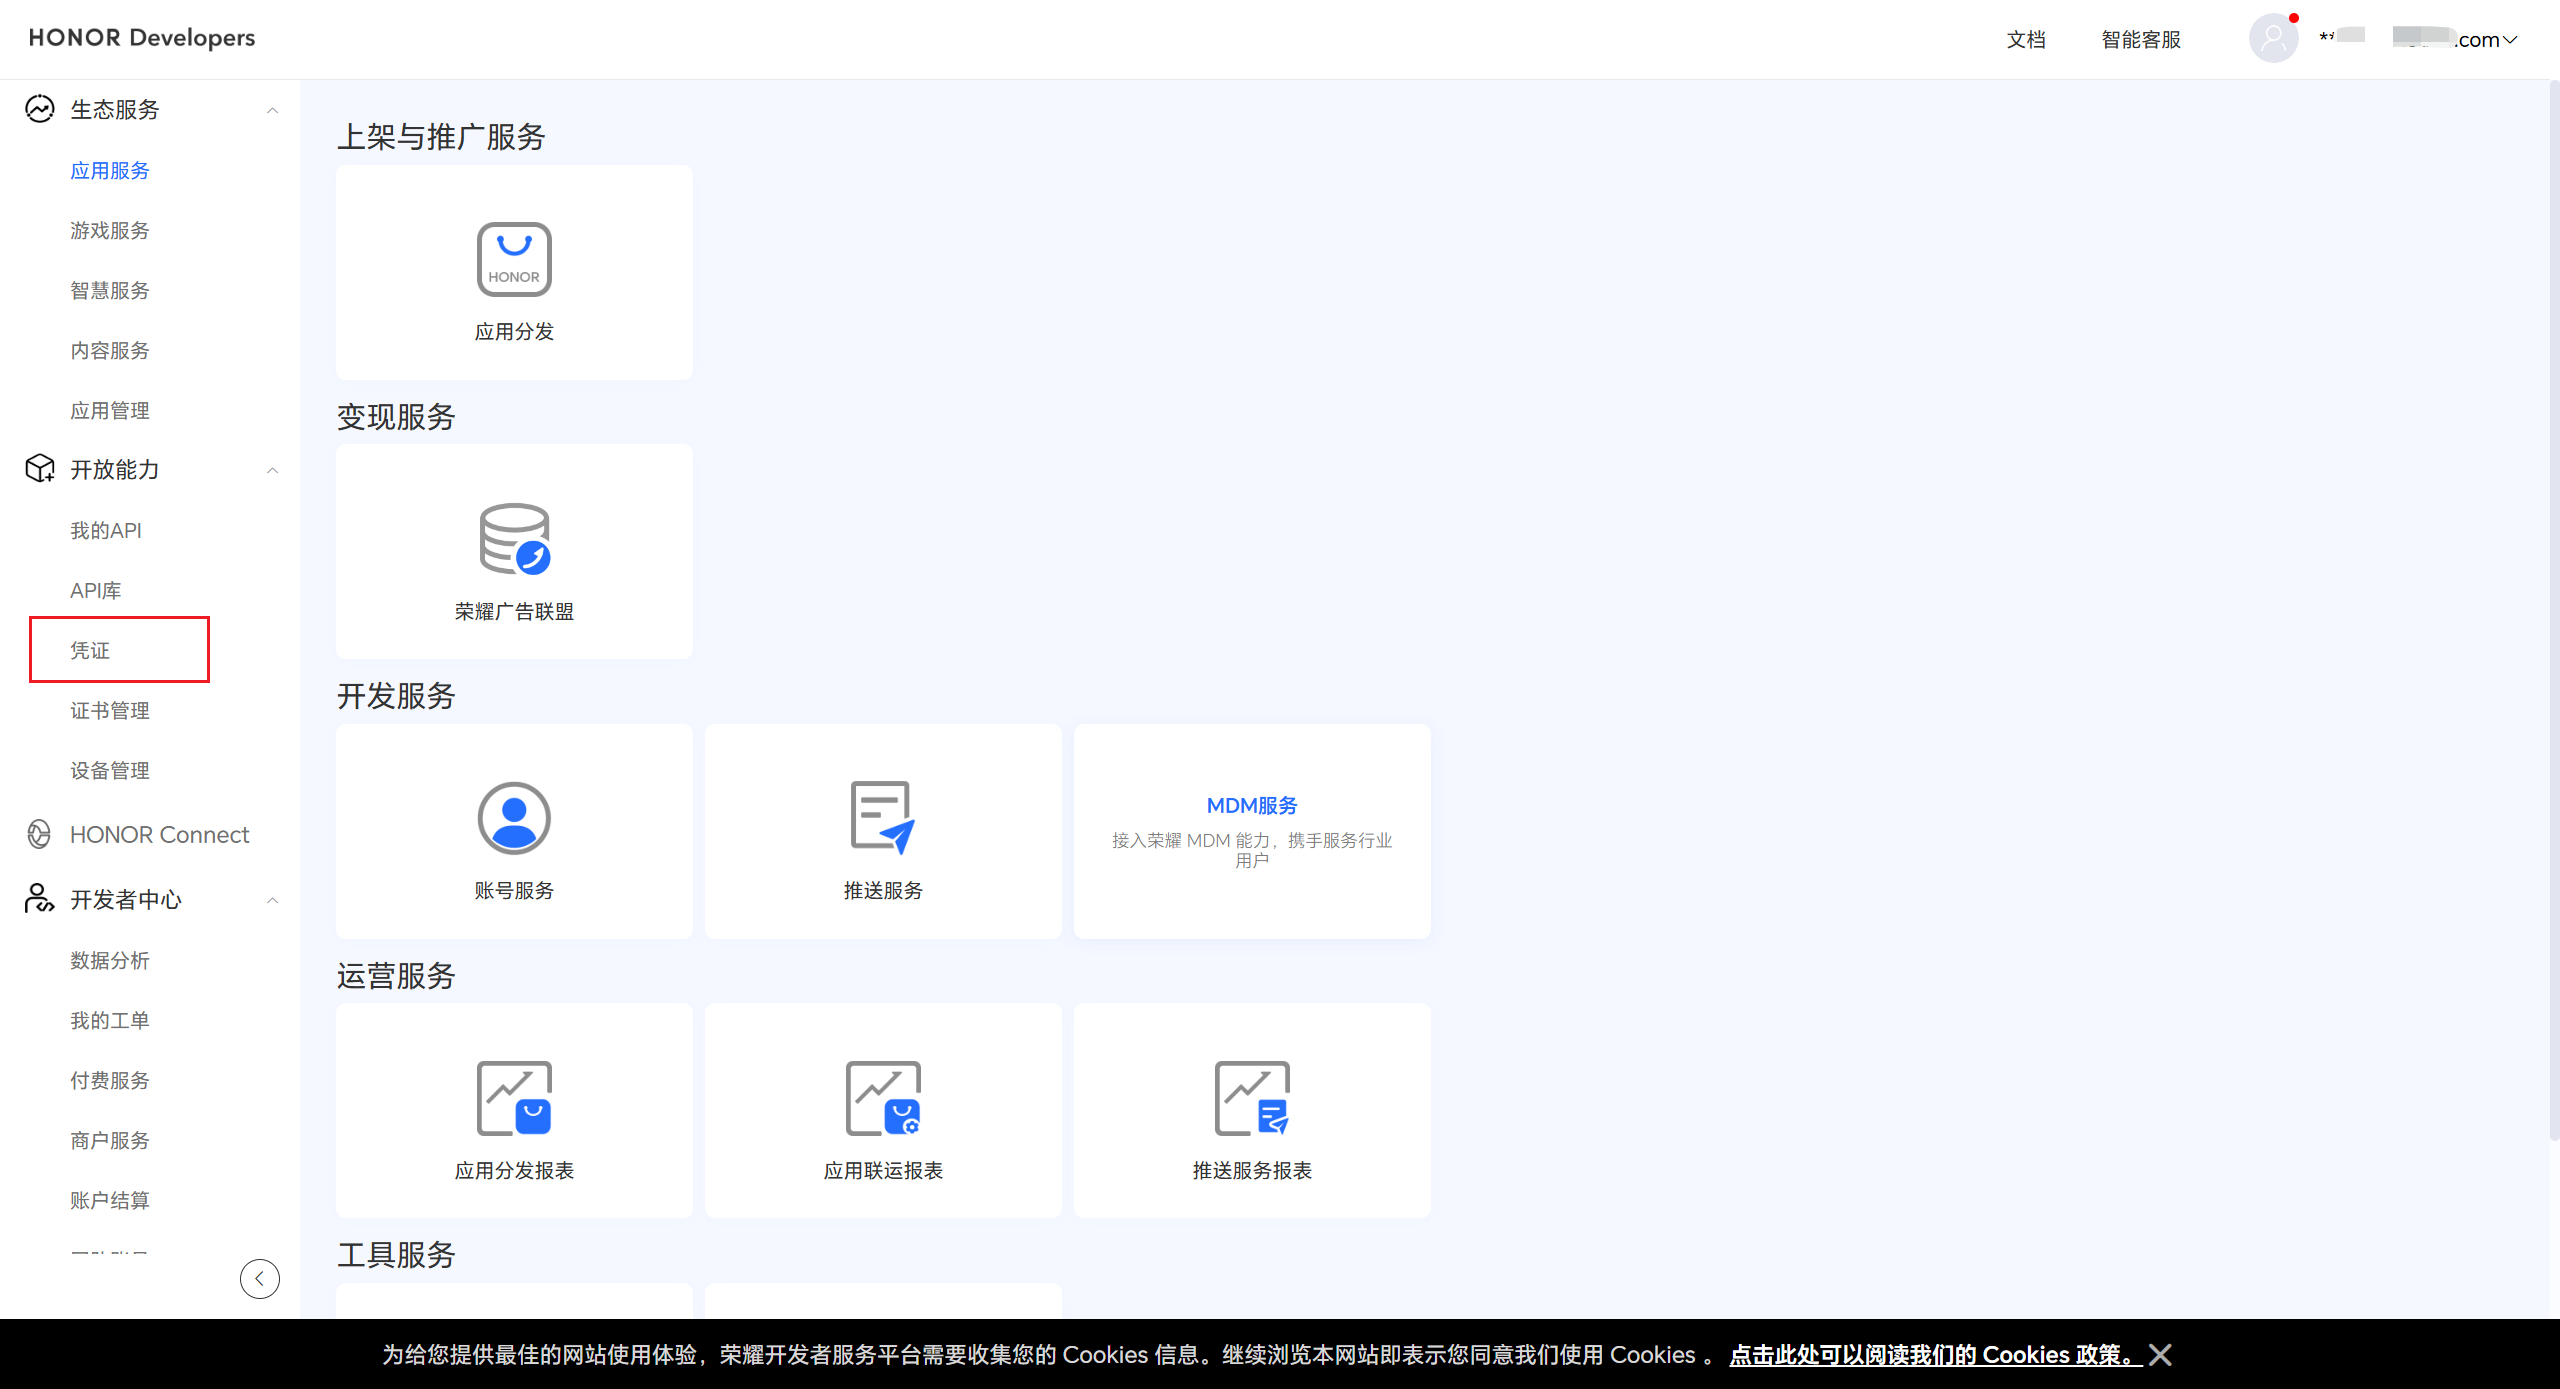 HONOR Developers
文档
智能客服
**
.com
生态服务
应用服务
游戏服务
智慧服务
内容服务
应用管理
开放能力
我的API
API库
凭证
证书管理
设备管理
HONOR Connect
开发者中心
数据分析
我的工单
付费服务
商户服务
账户结算
上架与推广服务
HONOR
应用分发
变现服务
荣耀广告联盟
开发服务
账号服务
推送服务
MDM服务
接入荣耀 MDM 能力，携手服务行业
用户
运营服务
应用分发报表
应用联运报表
推送服务报表
工具服务
为给您提供最佳的网站使用体验，荣耀开发者服务平台需要收集您的 Cookies 信息。继续浏览本网站即表示您同意我们使用 Cookies 。 点击此处可以阅读我们的 Cookies 政策。